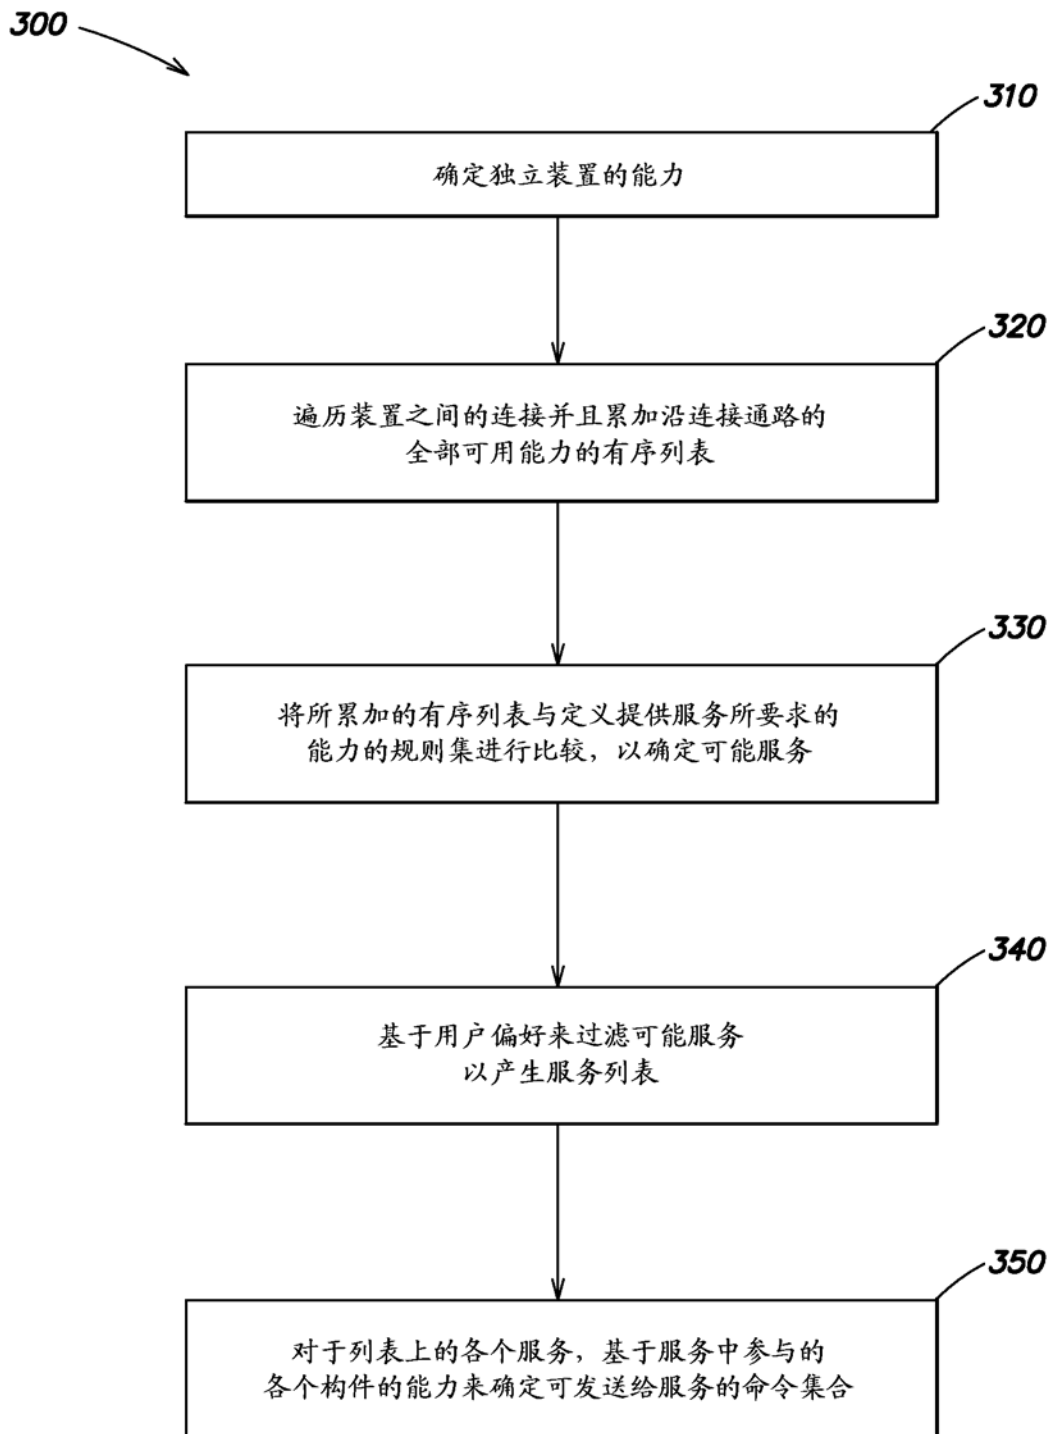 300
310
确定独立装置的能力
320
遍历装置之间的连接并且累加沿连接通路的
全部可用能力的有序列表
330
将所累加的有序列表与定义提供服务所要求的
能力的规则集进行比较，以确定可能服务
340
基于用户偏好来过滤可能服务
以产生服务列表
350
对于列表上的各个服务，基于服务中参与的
各个构件的能力来确定可发送给服务的命令集合